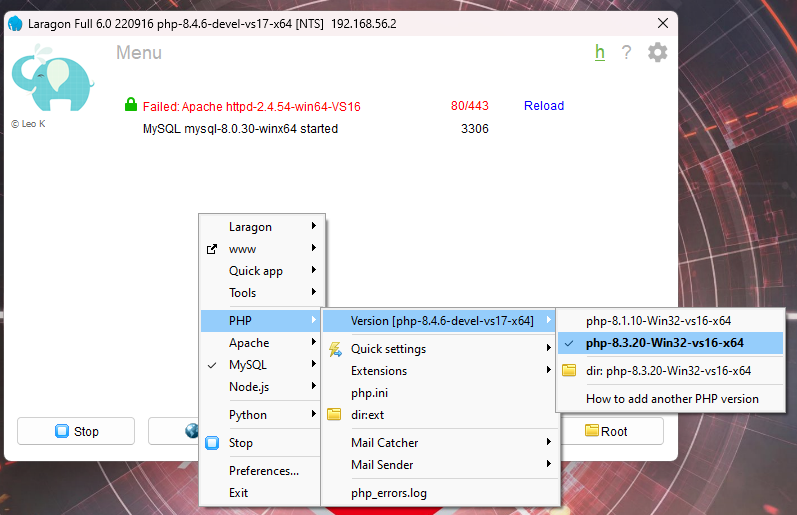 Laragon Full 6.0 220916 php-8.4.6-devel-vs17-x64 [NTS] 192.168.56.2
Menu
h ?
© Leo K
Failed: Apache httpd-2.4.54-win64-VS16 80/443 Reload
MySQL mysql-8.0.30-winx64 started 3306
Laragon
www
Quick app
Tools
PHP
Apache
MySQL
Node.js
Python
Stop
Preferences...
Exit
Version [php-8.4.6-devel-vs17-x64]
Quick settings
Extensions
php.ini
dir:ext
Mail Catcher
Mail Sender
php_errors.log
php-8.1.10-Win32-vs16-x64
php-8.3.20-Win32-vs16-x64
dir: php-8.3.20-Win32-vs16-x64
How to add another PHP version
Stop
Root